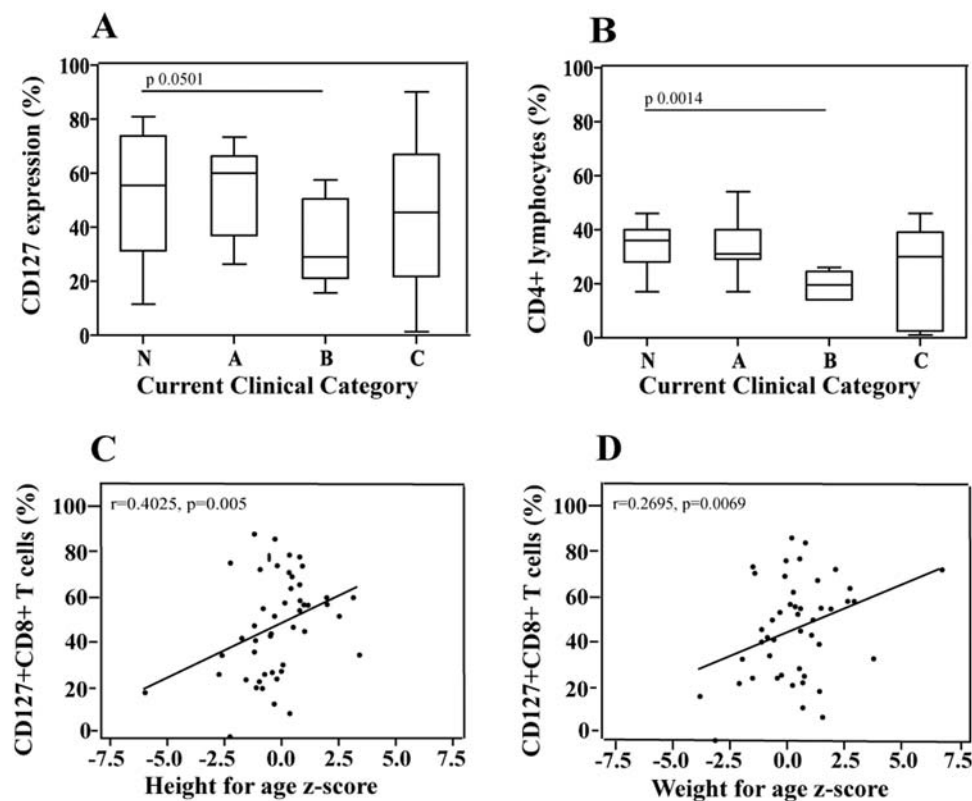 A
CD127 expression (%)
100
80
60
40
20
0
p 0.0501
N A B C
Current Clinical Category
B
CD4+ lymphocytes (%)
100
80
60
40
20
0
p 0.0014
N A B C
Current Clinical Category
C
CD127+CD8+ T cells (%)
100
80
60
40
20
0
r=0.4025, p=0.005
-7.5 -5.0 -2.5 0.0 2.5 5.0 7.5
Height for age z-score
D
CD127+CD8+ T cells (%)
100
80
60
40
20
0
r=0.2695, p=0.0069
-7.5 -5.0 -2.5 0.0 2.5 5.0 7.5
Weight for age z-score